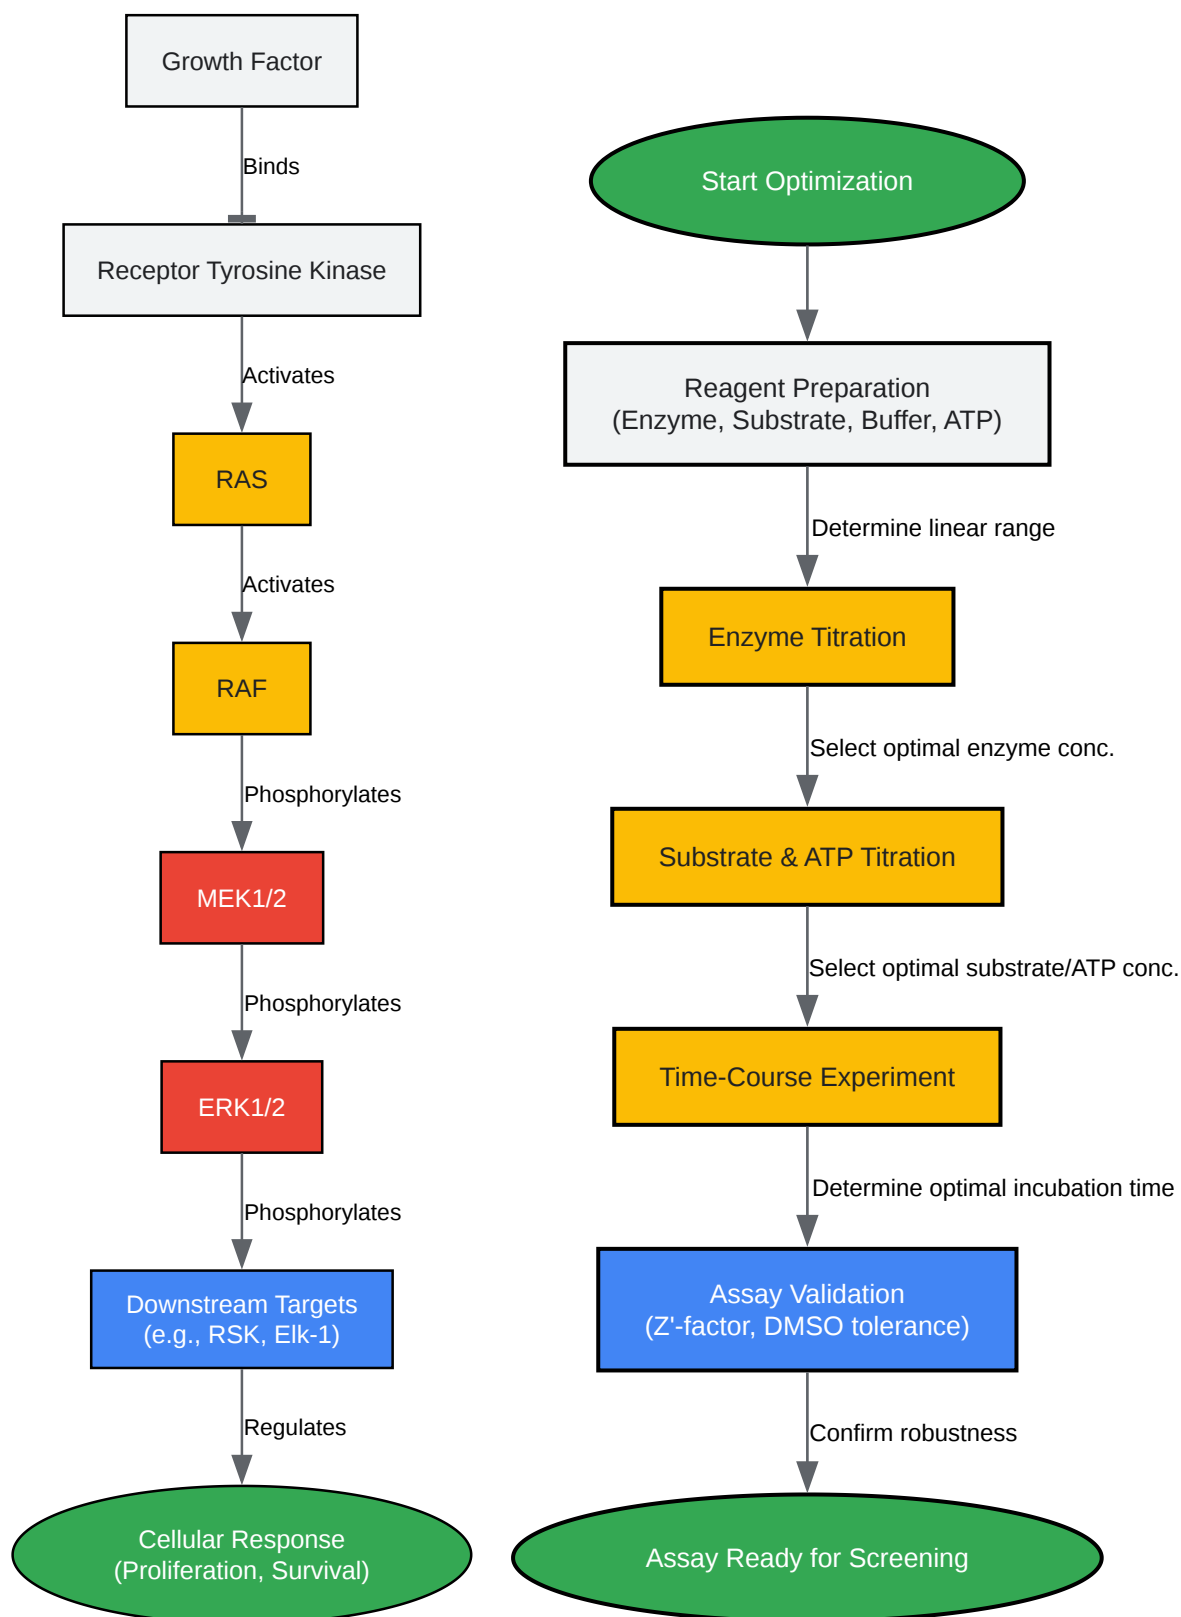 Growth Factor
Binds
Receptor Tyrosine Kinase
Activates
RAS
Activates
RAF
Phosphorylates
MEK1/2
Phosphorylates
ERK1/2
Phosphorylates
Downstream Targets
(e.g., RSK, Elk-1)
Regulates
Cellular Response
(Proliferation, Survival)
Start Optimization
Reagent Preparation
(Enzyme, Substrate, Buffer, ATP)
Determine linear range
Enzyme Titration
Select optimal enzyme conc.
Substrate & ATP Titration
Select optimal substrate/ATP conc.
Time-Course Experiment
Determine optimal incubation time
Assay Validation
(Z'-factor, DMSO tolerance)
Confirm robustness
Assay Ready for Screening